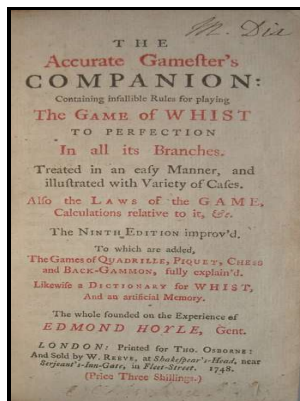 M. Dix
THE
Accurate Gamester's
COMPANION:
Containing infallible Rules for playing
The GAME of WHIST
TO PERFECTION
In all its Branches.
Treated in an easy Manner, and
illustrated with Variety of Cases.
Also the LAWS of the GAME,
Calculations relative to it, &c.
The NINTH EDITION improv'd.
To which are added,
The Games of QUADRILLE, PIQUET, CHESS
and BACK-GAMMON, fully explain'd.
Likewise a DICTIONARY for WHIST,
And an artificial Memory.
The whole founded on the Experience of
EDMOND HOYLE, Gent.
LONDON: Printed for THO. OSBORNE:
And Sold by W. REEVE, at Shakespear's-Head, near
Serjeant's-Inn-Gate, in Fleet-Street. 1748.
(Price Three Shillings.)